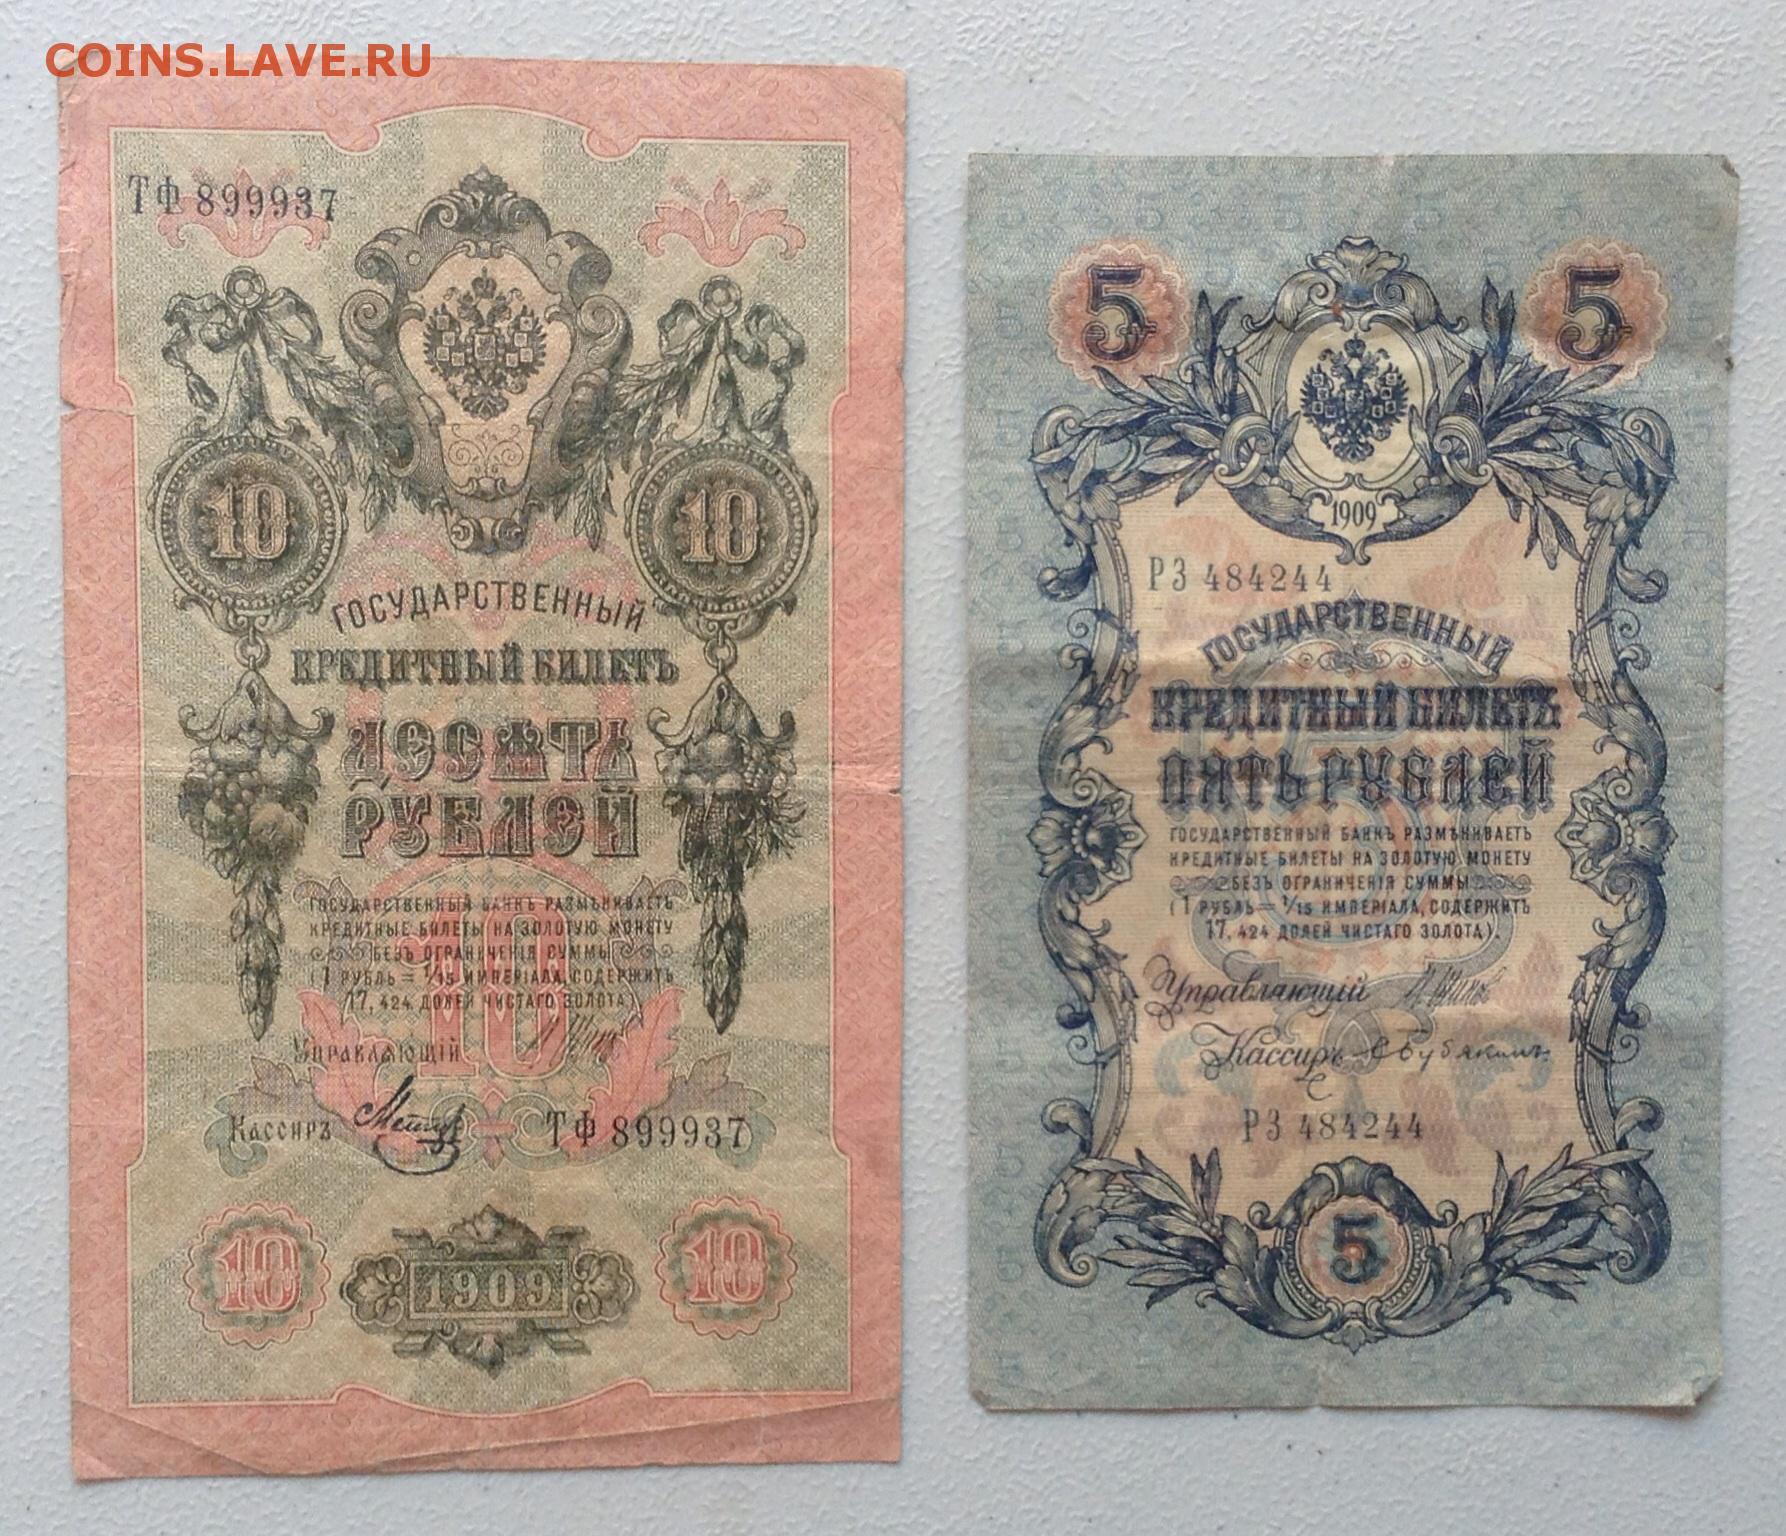 COINS.LAVE.RU
ТФ 899937
10 10
ГОСУДАРСТВЕННЫЙ
КРЕДИТНЫЙ БИЛЕТЪ
ДЕСЯТЬ
РУБЛЕЙ
ГОСУДАРСТВЕННЫЙ БАНКЪ РАЗМѢНИВАЕТЪ
КРЕДИТНЫЕ БИЛЕТЫ НА ЗОЛОТУЮ МОНЕТУ
БЕЗЪ ОГРАНИЧЕНІЯ СУММЫ
(1 РУБЛЬ = 1/15 ИМПЕРІАЛА, СОДЕРЖИТЪ
17,424 ДОЛЕЙ ЧИСТАГО ЗОЛОТА).
10
УПРАВЛЯЮЩІЙ
КАССИРЪ
ТФ 899937
10 1909 10
5 5
1909
РЗ 484244
ГОСУДАРСТВЕННЫЙ
КРЕДИТНЫЙ БИЛЕТЪ
ПЯТЬ РУБЛЕЙ
ГОСУДАРСТВЕННЫЙ БАНКЪ РАЗМѢНИВАЕТЪ
КРЕДИТНЫЕ БИЛЕТЫ НА ЗОЛОТУЮ МОНЕТУ
БЕЗЪ ОГРАНИЧЕНІЯ СУММЫ
(1 РУБЛЬ = 1/15 ИМПЕРІАЛА, СОДЕРЖИТЪ
17,424 ДОЛЕЙ ЧИСТАГО ЗОЛОТА).
Управляющій
Кассиръ
РЗ 484244
5